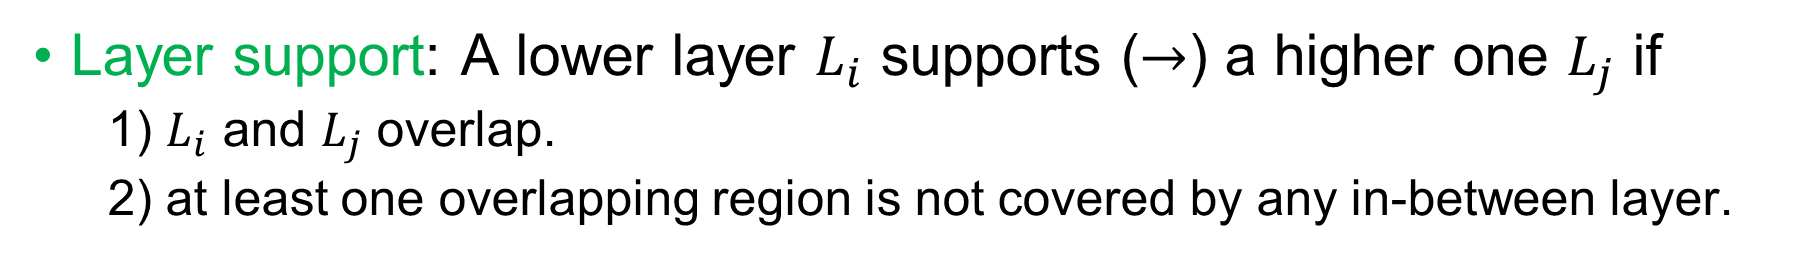 • Layer support: A lower layer L_i supports (→) a higher one L_j if
1) L_i and L_j overlap.
2) at least one overlapping region is not covered by any in-between layer.